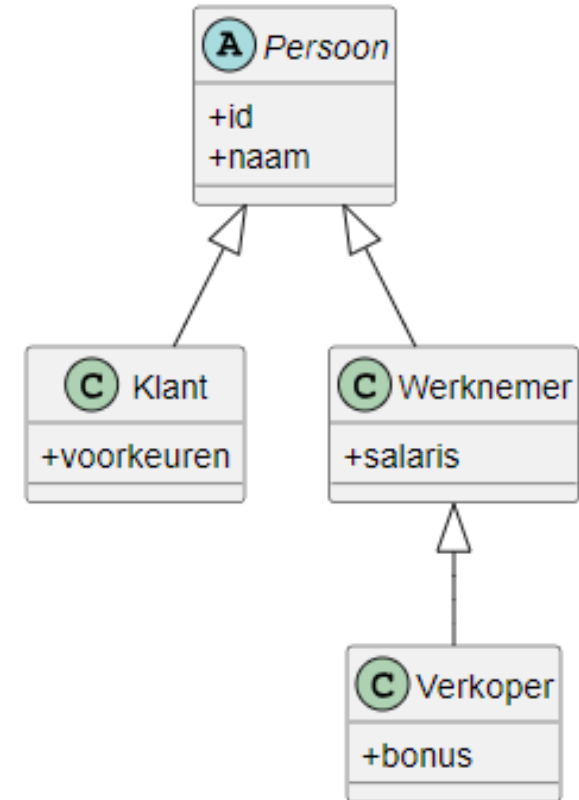 A Persoon
+id
+naam
C Klant
+voorkeuren
C Werknemer
+salaris
C Verkoper
+bonus